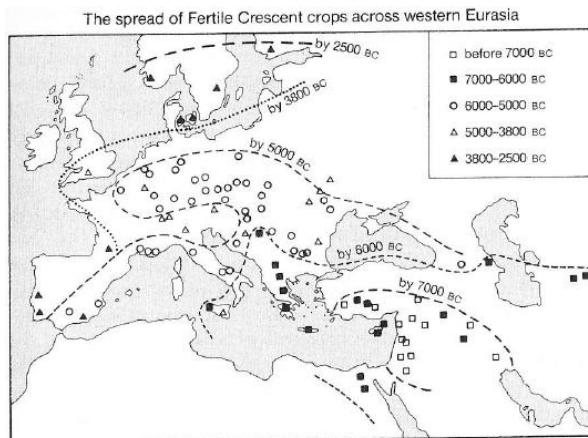 The spread of Fertile Crescent crops across western Eurasia
by 2500 BC
by 3800 BC
by 5000 BC
by 6000 BC
by 7000 BC
before 7000 BC
7000–6000 BC
6000–5000 BC
5000–3800 BC
3800–2500 BC